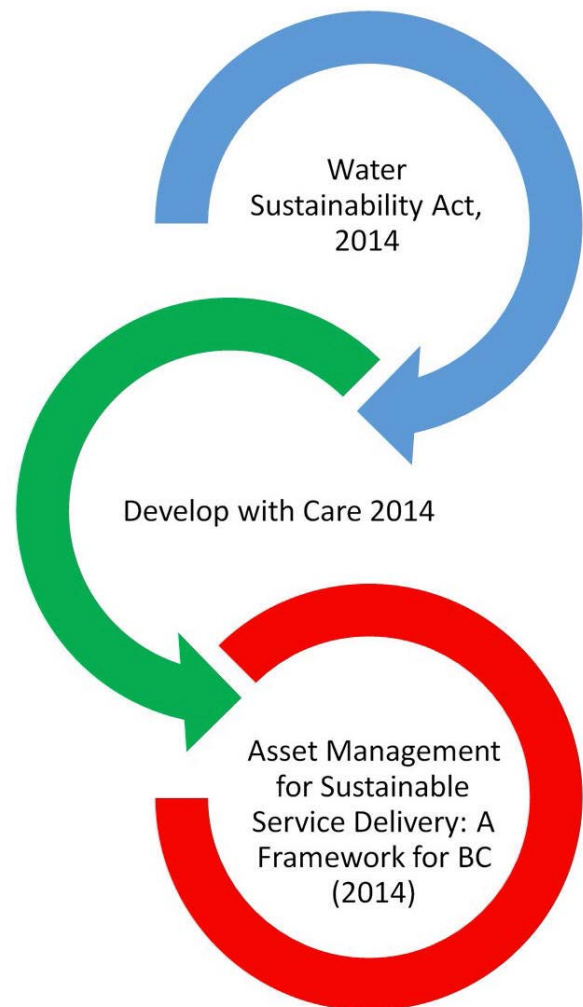 Water
Sustainability Act,
2014
Develop with Care 2014
Asset Management
for Sustainable
Service Delivery: A
Framework for BC
(2014)